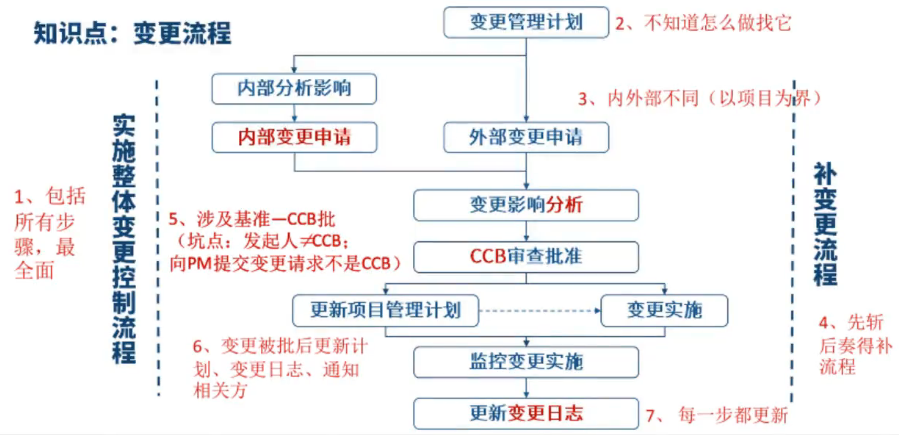 知识点：变更流程
变更管理计划
2、不知道怎么做找它
内部分析影响
3、内外部不同（以项目为界）
内部变更申请
外部变更申请
实施整体变更控制流程
补变更流程
1、包括
所有步
骤，最
全面
变更影响分析
5、涉及基准—CCB批
（坑点：发起人≠CCB；
向PM提交变更请求不是CCB）
CCB审查批准
更新项目管理计划
变更实施
4、先斩
后奏得补
流程
6、变更被批后更新计
划、变更日志、通知
相关方
监控变更实施
更新变更日志
7、 每一步都更新